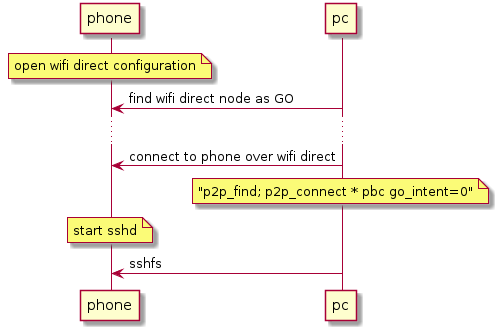 phone pc
open wifi direct configuration
find wifi direct node as GO
connect to phone over wifi direct
"p2p_find; p2p_connect * pbc go_intent=0"
start sshd
sshfs
phone pc